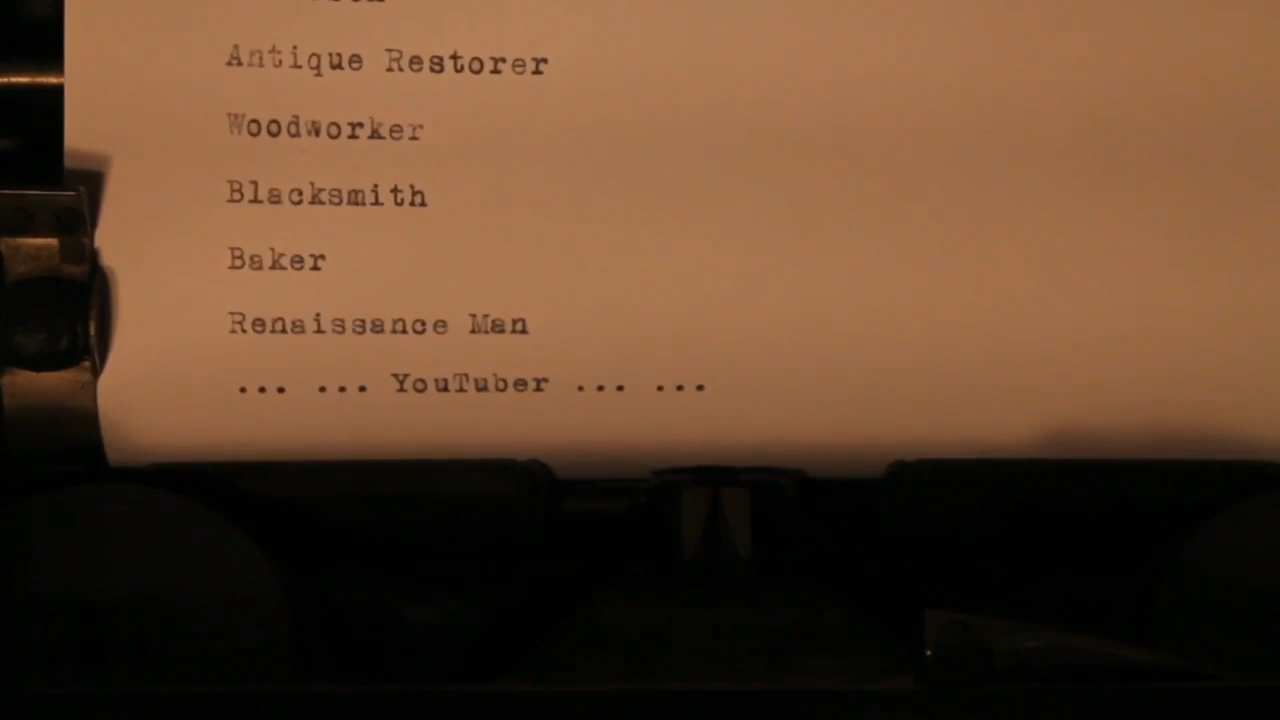 Antique Restorer
Woodworker
Blacksmith
Baker
Renaissance Man
... ... YouTuber ... ...